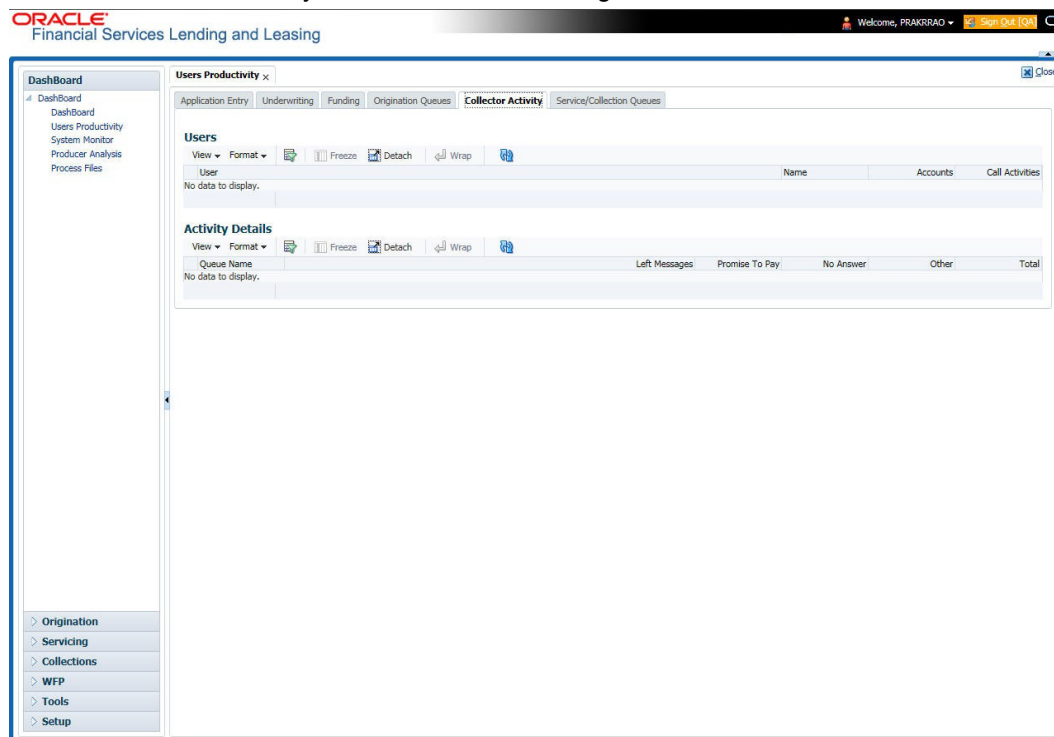 ORACLE
Financial Services Lending and Leasing
Welcome, PRAKRRAO
Sign Out [QA]
DashBoard
DashBoard
DashBoard
Users Productivity
System Monitor
Producer Analysis
Process Files
Users Productivity x
Close
Application Entry Underwriting Funding Origination Queues Collector Activity Service/Collection Queues
Users
View Format Freeze Detach Wrap
User Name Accounts Call Activities
No data to display.
Activity Details
View Format Freeze Detach Wrap
Queue Name Left Messages Promise To Pay No Answer Other Total
No data to display.
Origination
Servicing
Collections
WFP
Tools
Setup